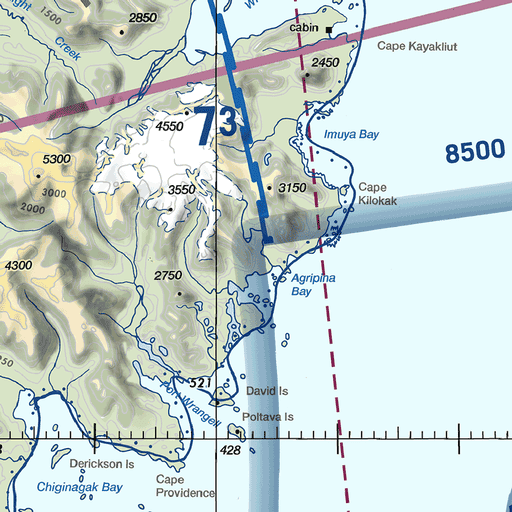 1500
2850
Creek
cabin
Cape Kayakliut
2450
4550
73
Imuya Bay
8500
5300
3000
2000
3550
3150
Cape
Kilokak
4300
2750
Agripina
Bay
521
Port Wrangell
David Is
Poltava Is
428
Derickson Is
Chiginagak Bay
Cape
Providence